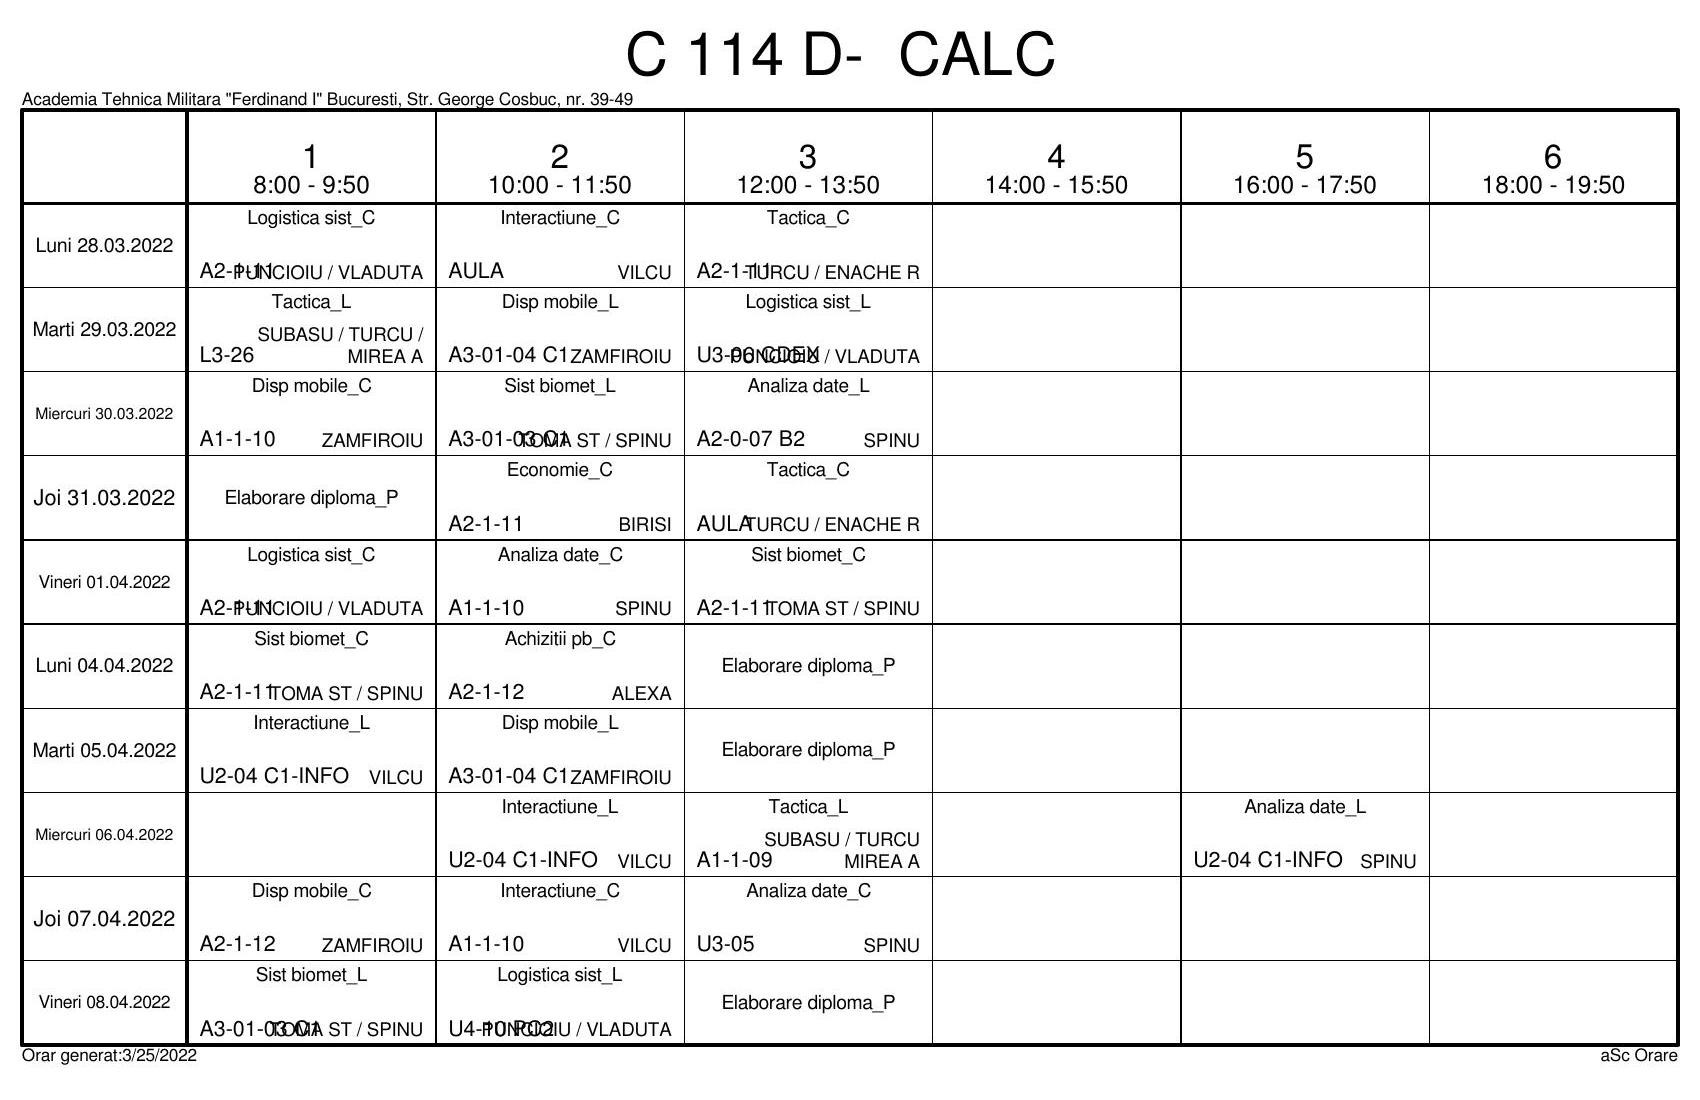 C 114 D-  CALC
Academia Tehnica Militara "Ferdinand I" Bucuresti, Str. George Cosbuc, nr. 39-49
1 2 3 4 5 6
8:00 - 9:50 10:00 - 11:50 12:00 - 13:50 14:00 - 15:50 16:00 - 17:50 18:00 - 19:50
Logistica sist_C Interactiune_C Tactica_C
Luni 28.03.2022
A2-1-11 PUNCIOIU / VLADUTA AULA VILCU A2-1-11 TURCU / ENACHE R
Tactica_L Disp mobile_L Logistica sist_L
Marti 29.03.2022
SUBASU / TURCU /
L3-26 MIREA A A3-01-04 C1 ZAMFIROIU U3-06 CDEX PUNCIOIU / VLADUTA
Disp mobile_C Sist biomet_L Analiza date_L
Miercuri 30.03.2022
A1-1-10 ZAMFIROIU A3-01-03 C1 TOMA ST / SPINU A2-0-07 B2 SPINU
Economie_C Tactica_C
Joi 31.03.2022 Elaborare diploma_P
A2-1-11 BIRISI AULA TURCU / ENACHE R
Logistica sist_C Analiza date_C Sist biomet_C
Vineri 01.04.2022
A2-1-11 PUNCIOIU / VLADUTA A1-1-10 SPINU A2-1-11 TOMA ST / SPINU
Sist biomet_C Achizitii pb_C
Luni 04.04.2022 Elaborare diploma_P
A2-1-11 TOMA ST / SPINU A2-1-12 ALEXA
Interactiune_L Disp mobile_L
Marti 05.04.2022 Elaborare diploma_P
U2-04 C1-INFO VILCU A3-01-04 C1 ZAMFIROIU
Interactiune_L Tactica_L Analiza date_L
Miercuri 06.04.2022
SUBASU / TURCU
U2-04 C1-INFO VILCU A1-1-09 MIREA A U2-04 C1-INFO SPINU
Disp mobile_C Interactiune_C Analiza date_C
Joi 07.04.2022
A2-1-12 ZAMFIROIU A1-1-10 VILCU U3-05 SPINU
Sist biomet_L Logistica sist_L
Vineri 08.04.2022 Elaborare diploma_P
A3-01-03 C1 TOMA ST / SPINU U4-10 PC2 PUNCIOIU / VLADUTA
Orar generat:3/25/2022 aSc Orare